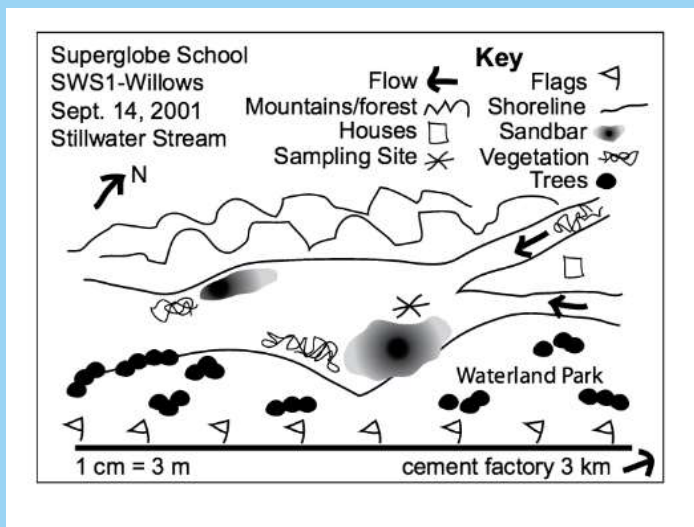 Superglobe School
SWS1-Willows
Sept. 14, 2001
Stillwater Stream
N
Key
Flow
Mountains/forest
Houses
Sampling Site
Flags
Shoreline
Sandbar
Vegetation
Trees
Waterland Park
1 cm = 3 m
cement factory 3 km